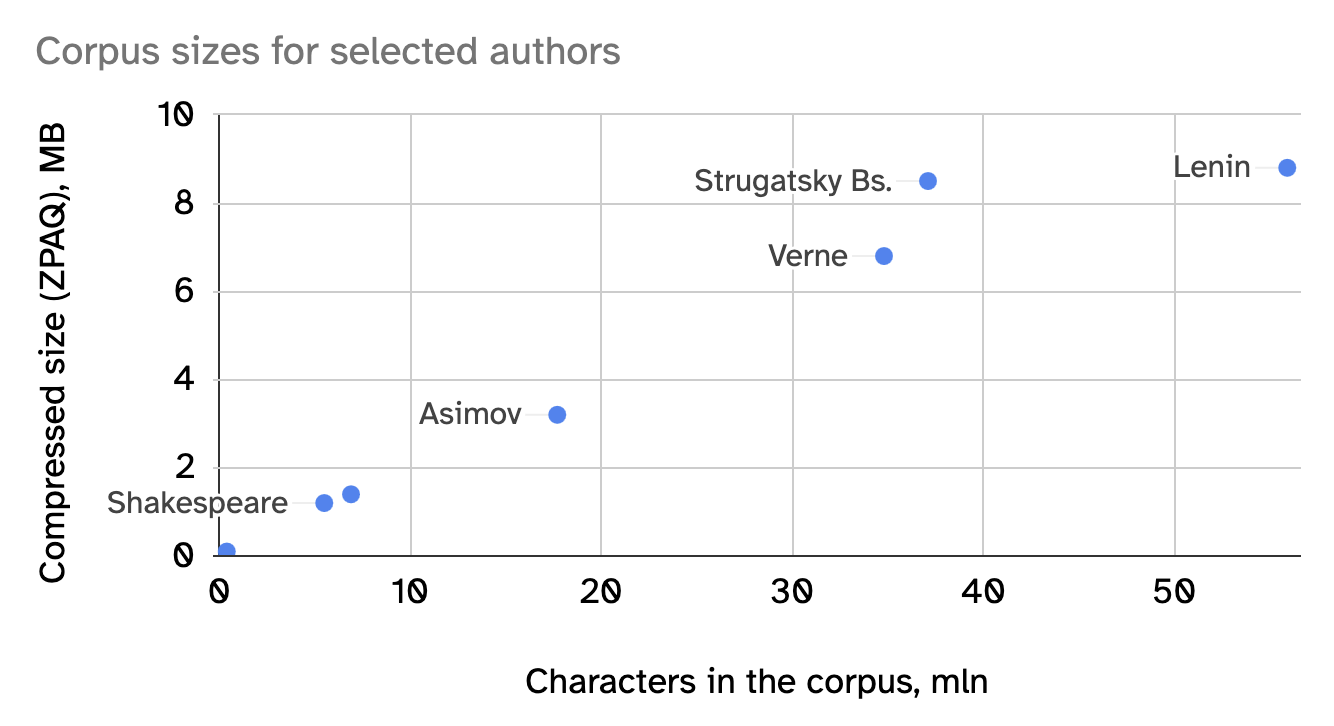 Corpus sizes for selected authors
Compressed size (ZPAQ), MB
10
8
6
4
2
0
Strugatsky Bs.
Lenin
Verne
Asimov
Shakespeare
0 10 20 30 40 50
Characters in the corpus, mln